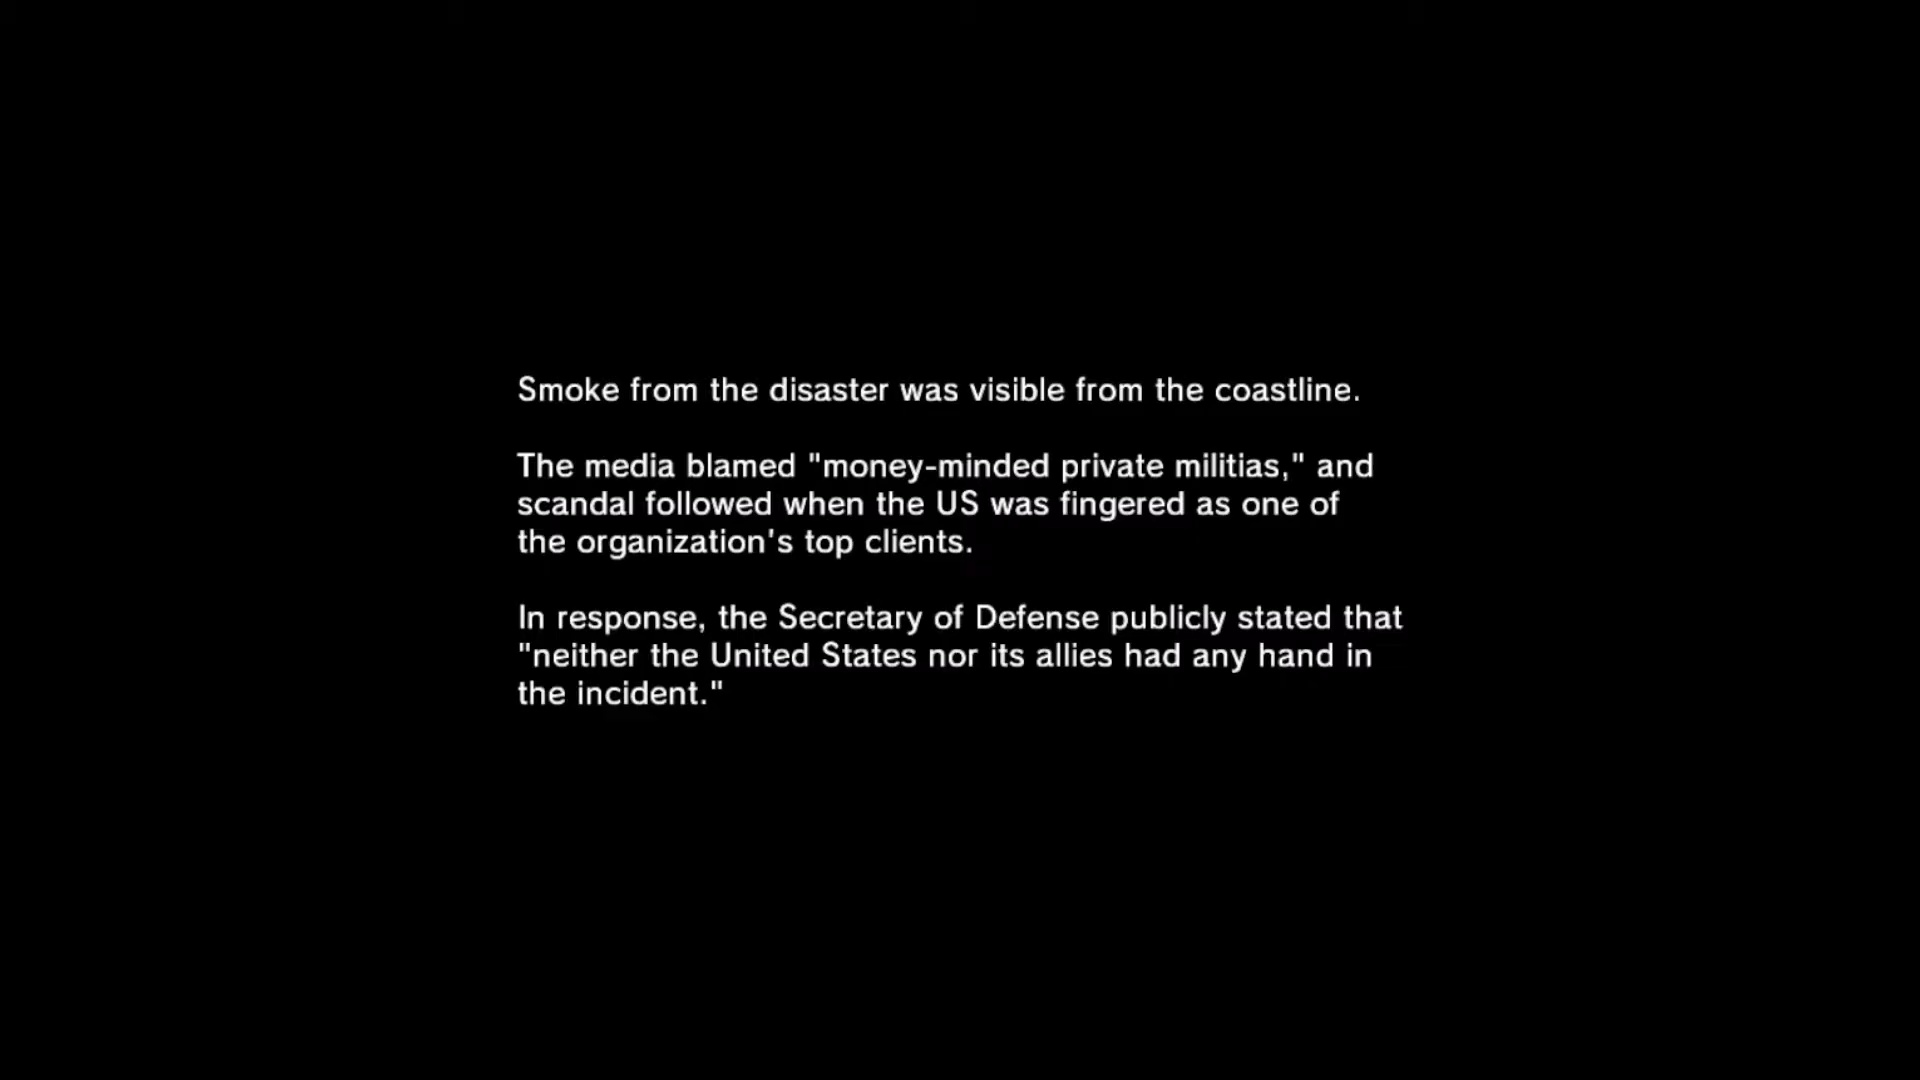 Smoke from the disaster was visible from the coastline.
The media blamed "money-minded private militias," and
scandal followed when the US was fingered as one of
the organization's top clients.
In response, the Secretary of Defense publicly stated that
"neither the United States nor its allies had any hand in
the incident."